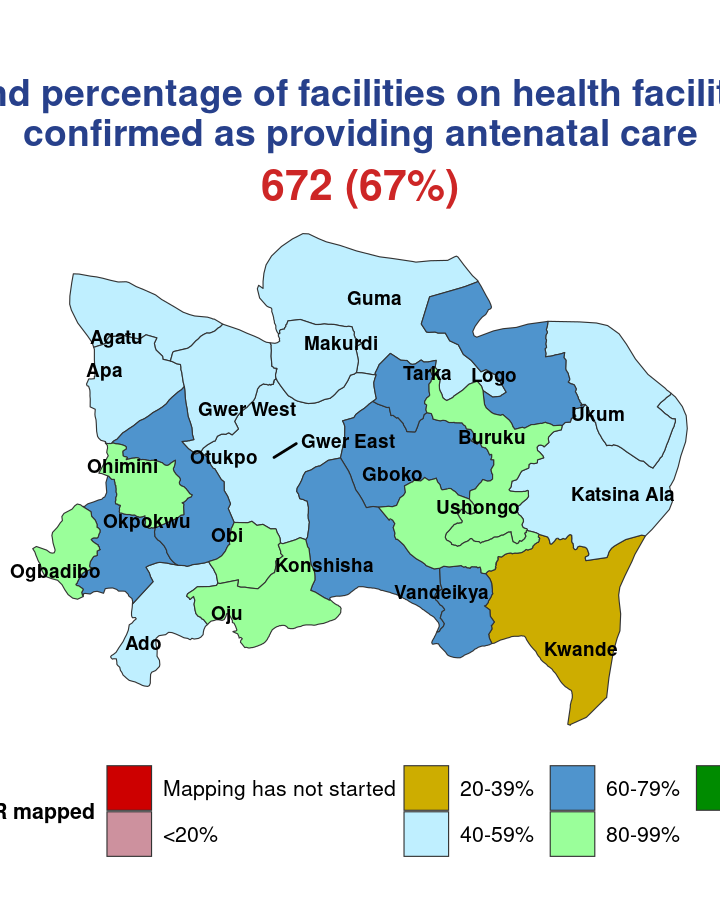 nd percentage of facilities on health facilit
confirmed as providing antenatal care
672 (67%)
Guma
Agatu
Makurdi
Apa
Tarka
Logo
Gwer West
Ukum
Gwer East
Buruku
Otukpo
Ohimini
Gboko
Katsina Ala
Ushongo
Okpokwu
Obi
Konshisha
Ogbadibo
Vandeikya
Oju
Ado
Kwande
R mapped
Mapping has not started
<20%
20-39%
40-59%
60-79%
80-99%